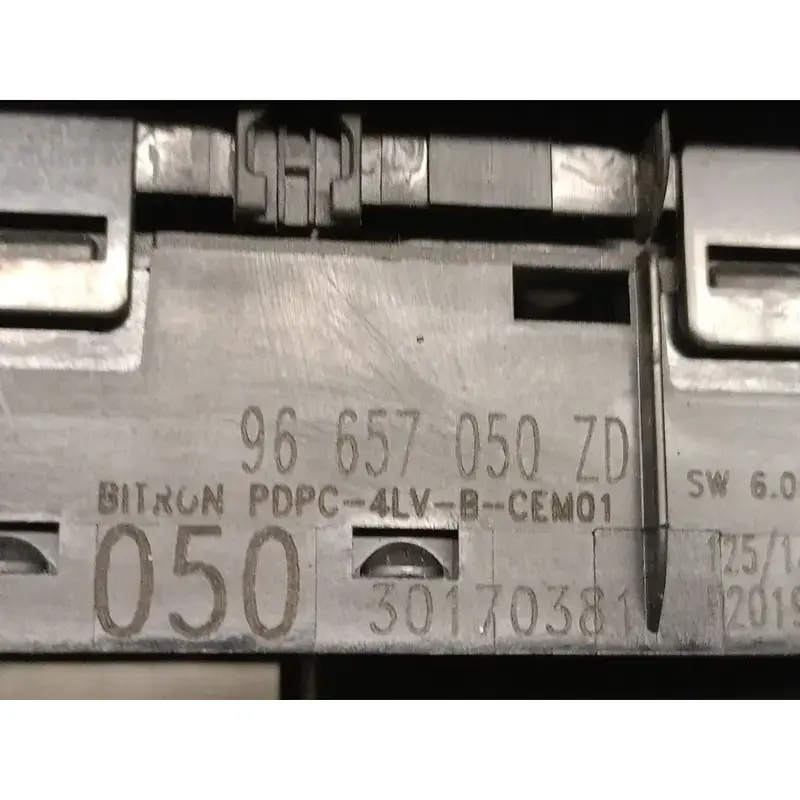 96 657 050 ZD
SW 6.0
BITRON PDPC-4LV-B-CEM01
050
30170381